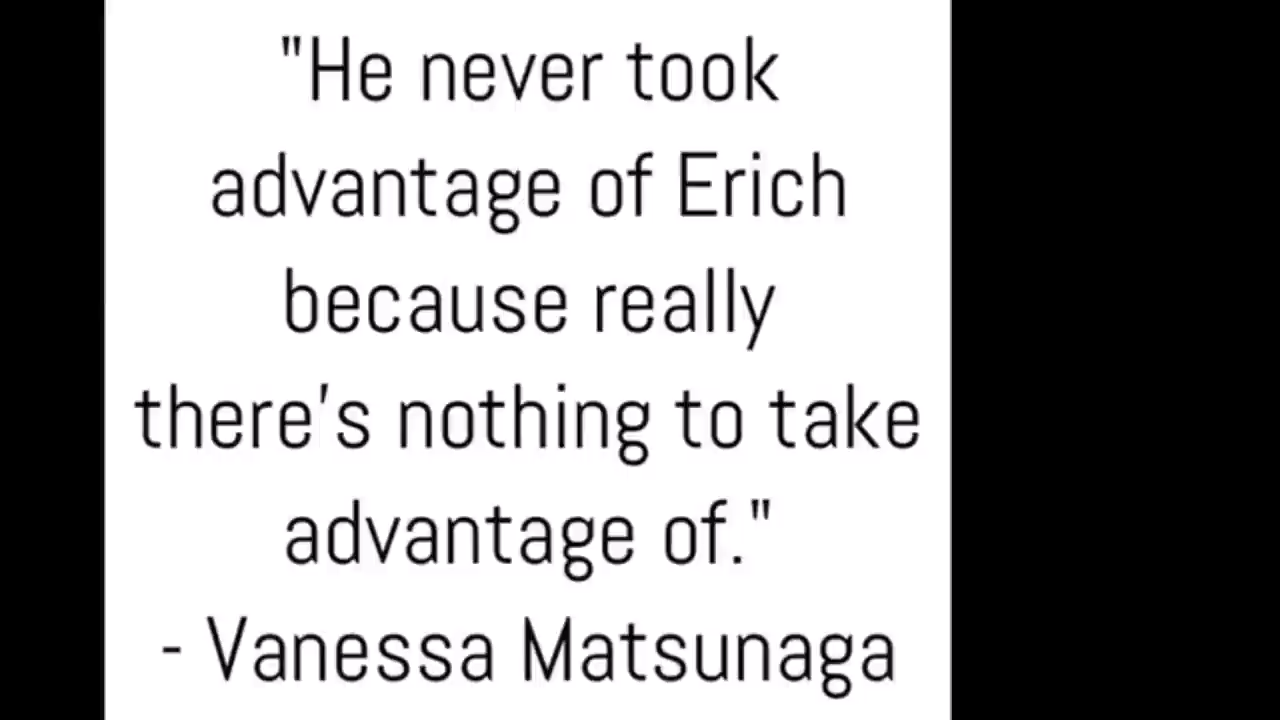 "He never took
advantage of Erich
because really
there's nothing to take
advantage of."
- Vanessa Matsunaga